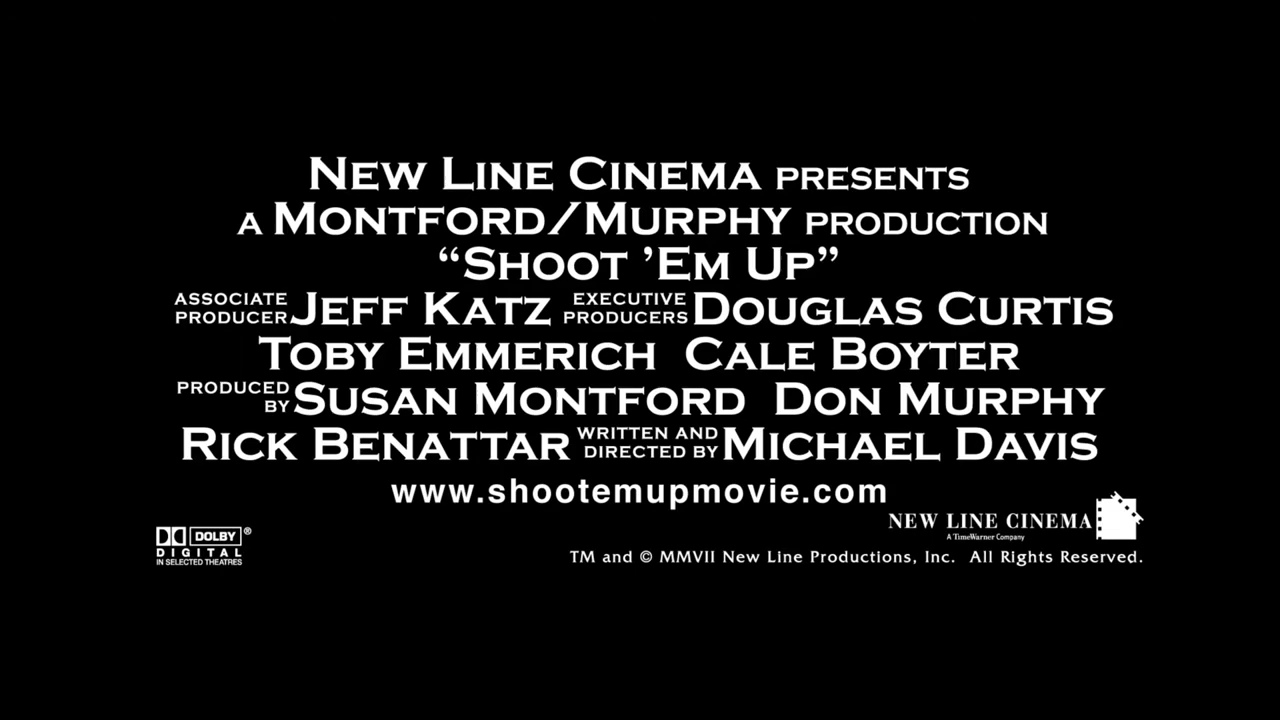 NEW LINE CINEMA PRESENTS
A MONTFORD/MURPHY PRODUCTION
“SHOOT ’EM UP”
ASSOCIATE PRODUCER JEFF KATZ EXECUTIVE PRODUCERS DOUGLAS CURTIS
TOBY EMMERICH CALE BOYTER
PRODUCED BY SUSAN MONTFORD DON MURPHY
RICK BENATTAR WRITTEN AND DIRECTED BY MICHAEL DAVIS
www.shootemupmovie.com
NEW LINE CINEMA
A TimeWarner Company
DOLBY®
DIGITAL
IN SELECTED THEATRES
TM and © MMVII New Line Productions, Inc. All Rights Reserved.